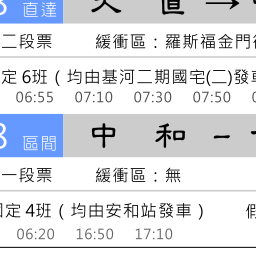 直達 直→
二段票 緩衝區：羅斯福金門
定 6班（均由基河二期國宅(二)發
06:55 07:10 07:30 07:50
區間 中和–
一段票 緩衝區：無
固定 4班（均由安和站發車）
06:20 16:50 17:10